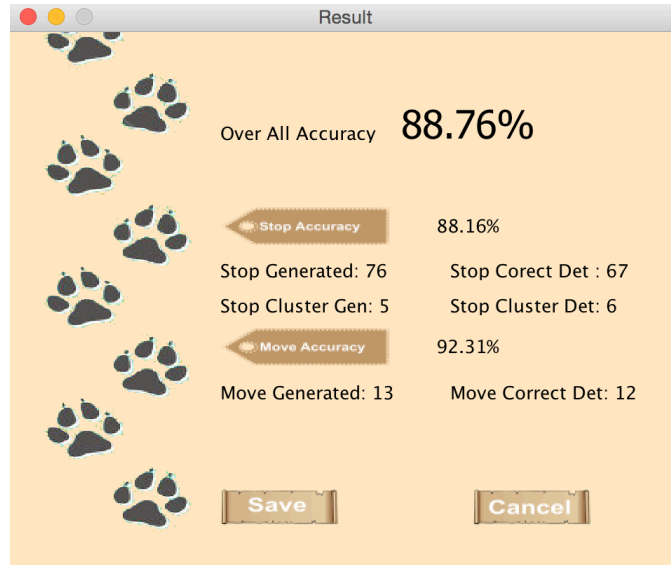 Result
Over All Accuracy 88.76%
Stop Accuracy 88.16%
Stop Generated: 76 Stop Corect Det : 67
Stop Cluster Gen: 5 Stop Cluster Det: 6
Move Accuracy 92.31%
Move Generated: 13 Move Correct Det: 12
Save Cancel